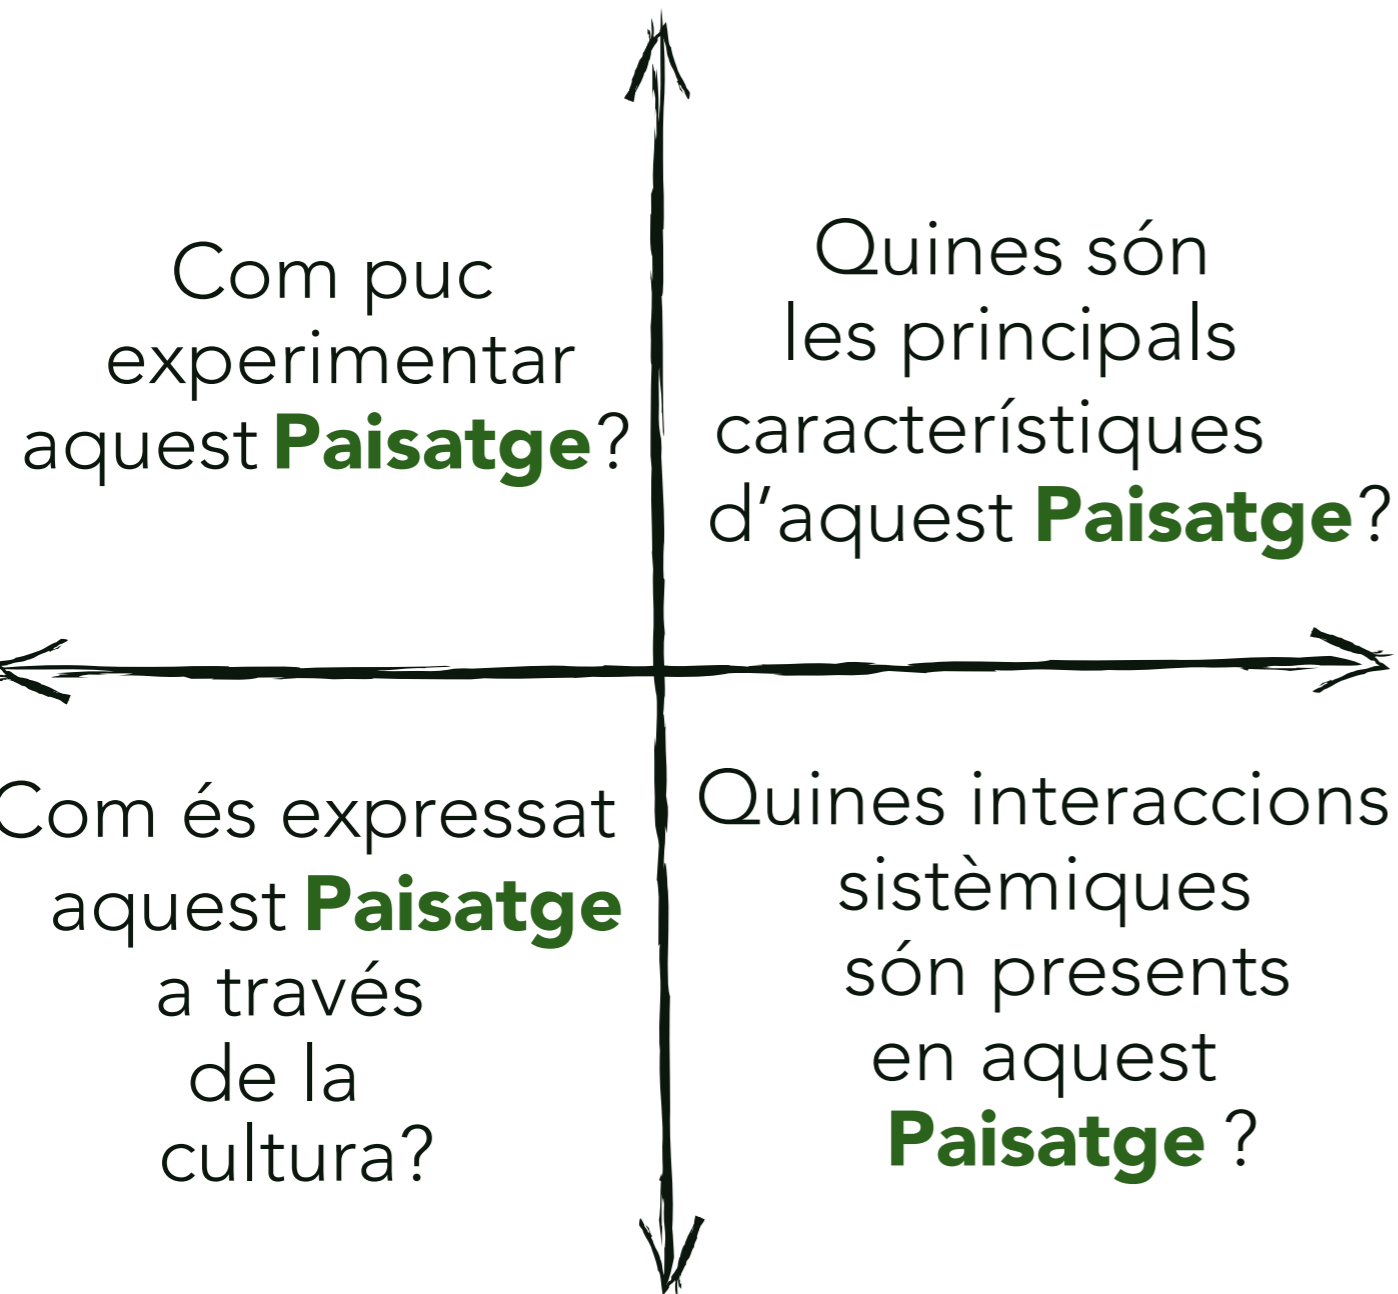 Com puc
experimentar
aquest Paisatge?
Quines són
les principals
característiques
d’aquest Paisatge?
Com és expressat
aquest Paisatge
a través
de la
cultura?
Quines interaccions
sistèmiques
són presents
en aquest
Paisatge ?